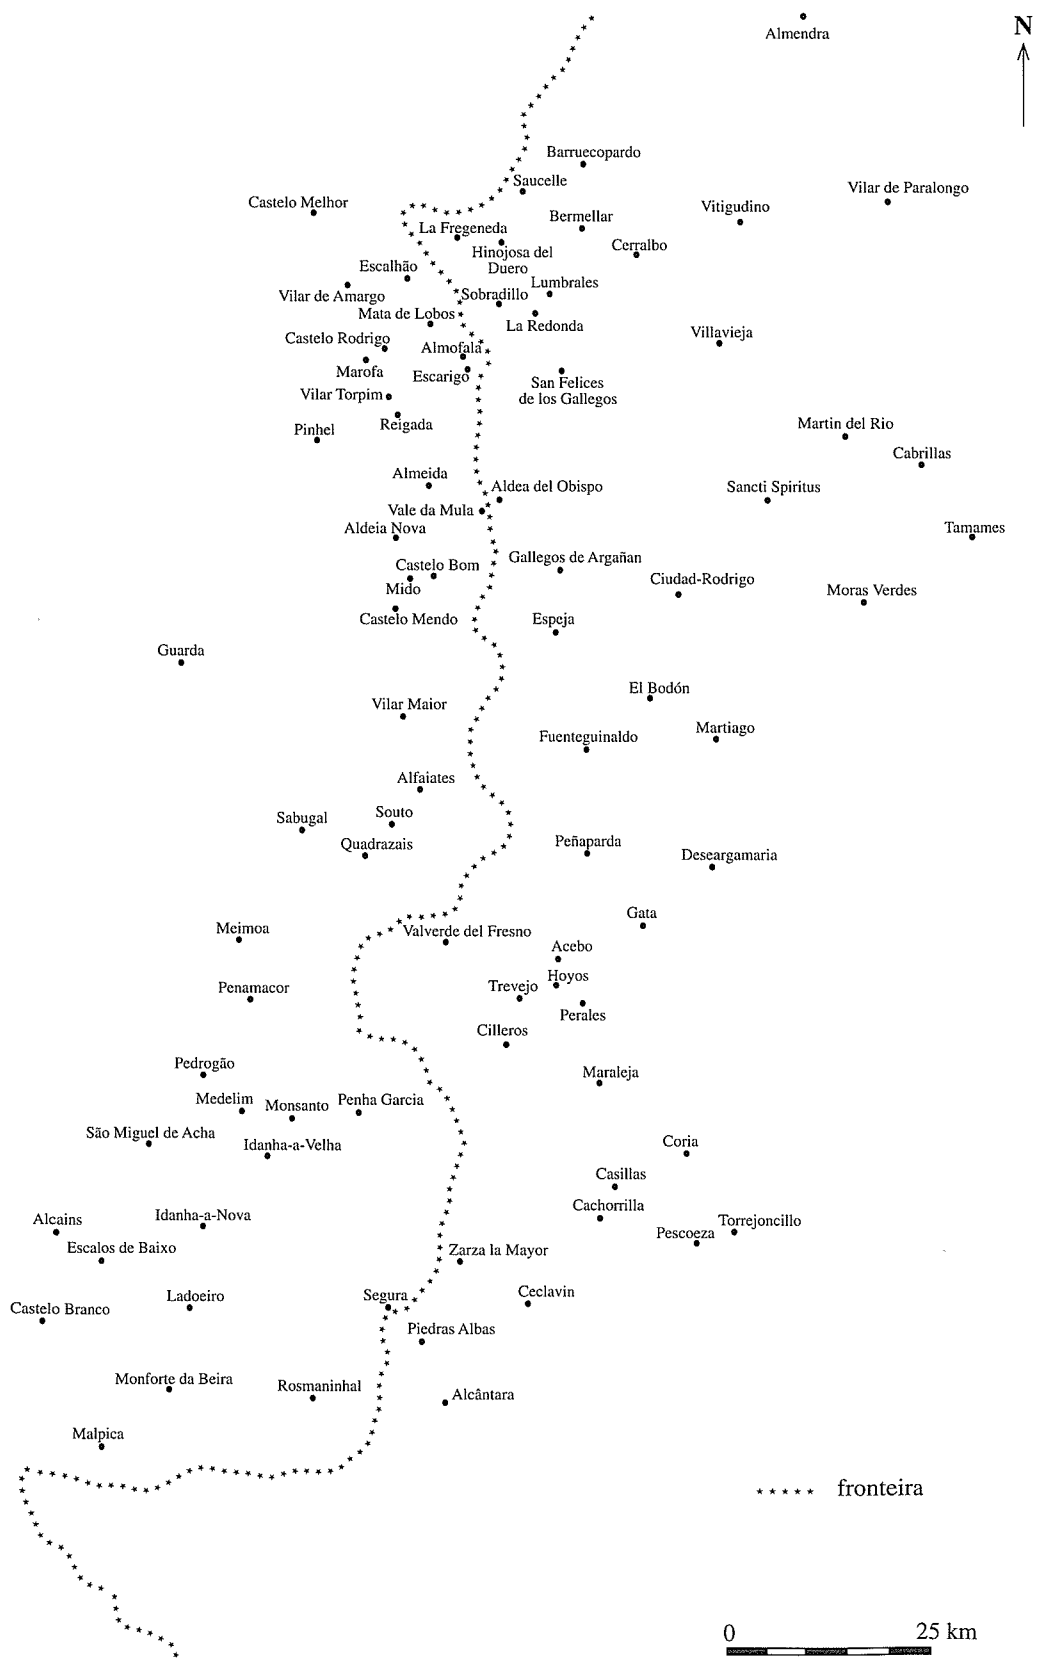 N
Almendra
Barruecopardo
Saucelle
Vilar de Paralongo
Castelo Melhor
Vitigudino
Bermellar
La Fregeneda
Cerralbo
Hinojosa del
Duero
Escalhão
Lumbrales
Vilar de Amargo
Sobradillo
Mata de Lobos
La Redonda
Villavieja
Castelo Rodrigo
Almofala
Marofa
Escarigo
San Felices
de los Gallegos
Vilar Torpim
Reigada
Pinhel
Martin del Rio
Cabrillas
Almeida
Aldea del Obispo
Sancti Spiritus
Vale da Mula
Aldeia Nova
Tamames
Castelo Bom
Gallegos de Argañan
Ciudad-Rodrigo
Mido
Moras Verdes
Castelo Mendo
Espeja
Guarda
El Bodón
Vilar Maior
Martiago
Fuenteguinaldo
Alfaiates
Souto
Sabugal
Quadrazais
Peñaparda
Deseargamaria
Gata
Meimoa
Valverde del Fresno
Acebo
Hoyos
Penamacor
Trevejo
Perales
Cilleros
Pedrogão
Maraleja
Medelim
Monsanto
Penha Garcia
São Miguel de Acha
Idanha-a-Velha
Coria
Casillas
Cachorrilla
Idanha-a-Nova
Alcains
Torrejoncillo
Pescoeza
Escalos de Baixo
Zarza la Mayor
Ladoeiro
Segura
Ceclavin
Castelo Branco
Piedras Albas
Monforte da Beira
Rosmaninhal
Alcântara
Malpica
fronteira
0 25 km